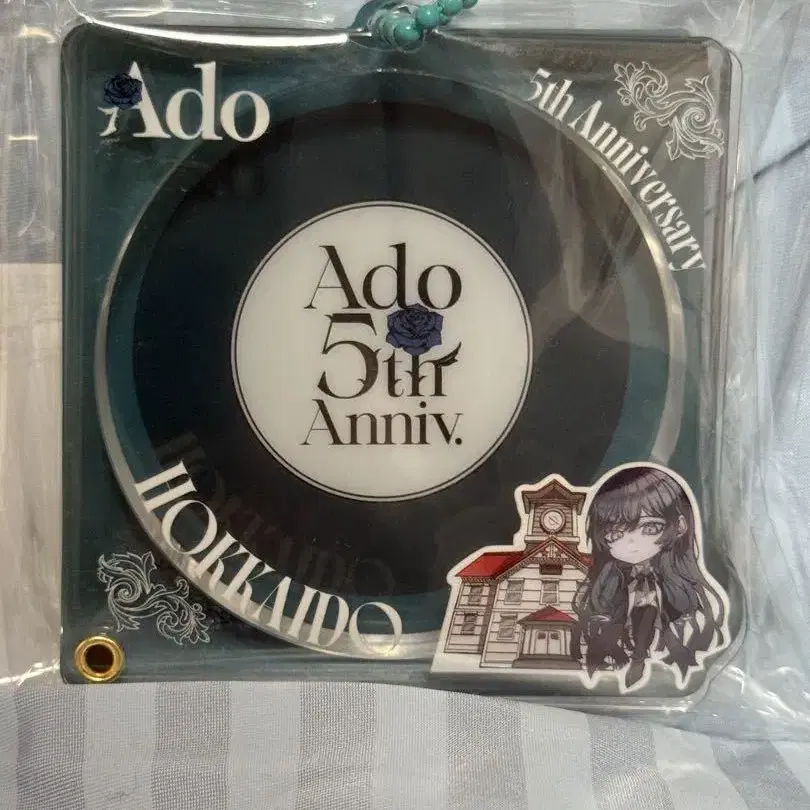 Ado
5th Anniversary
Ado
5th
Anniv.
HOKKAIDO